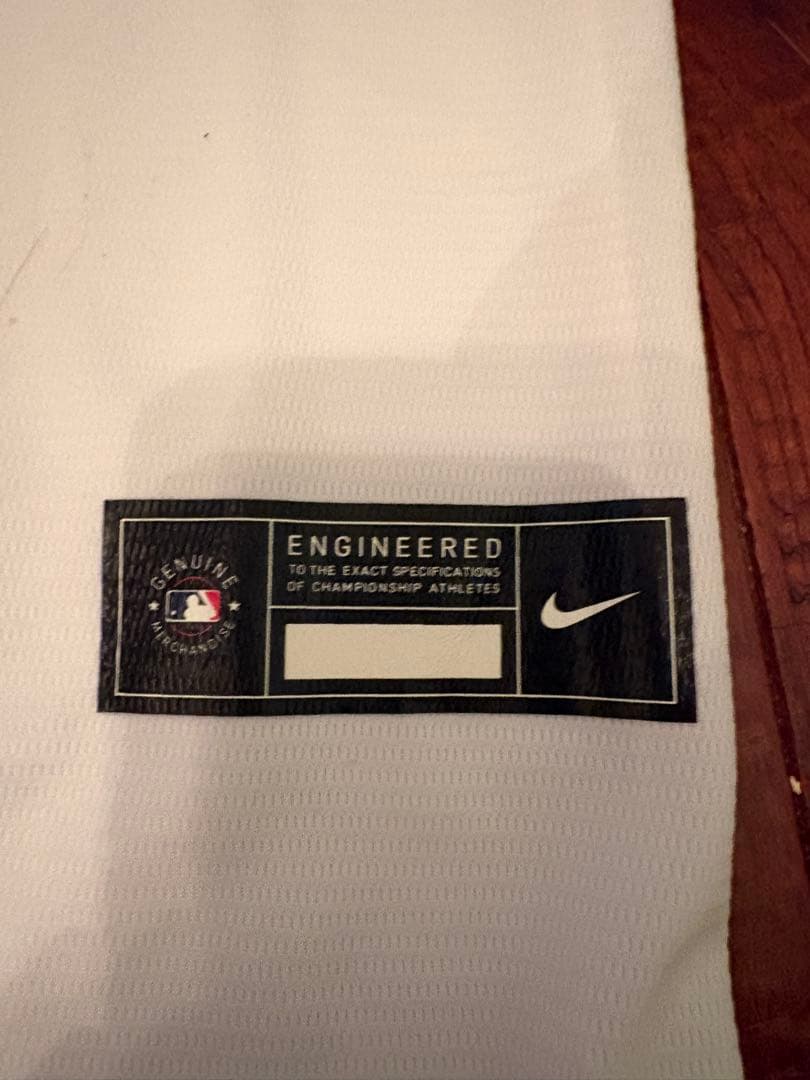 GENUINE
MERCHANDISE
ENGINEERED
TO THE EXACT SPECIFICATIONS
OF CHAMPIONSHIP ATHLETES